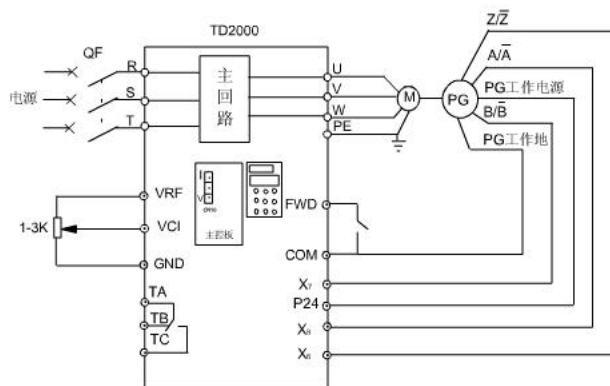 TD2000
QF
电源
R
S
T
主回路
U
V
W
PE
M
PG
Z/Z̅
A/A̅
PG工作电源
B/B̅
PG工作地
VRF
1-3K
VCI
GND
I
V
主控板
FWD
COM
TA
TB
TC
X₇
P24
X₈
X₆